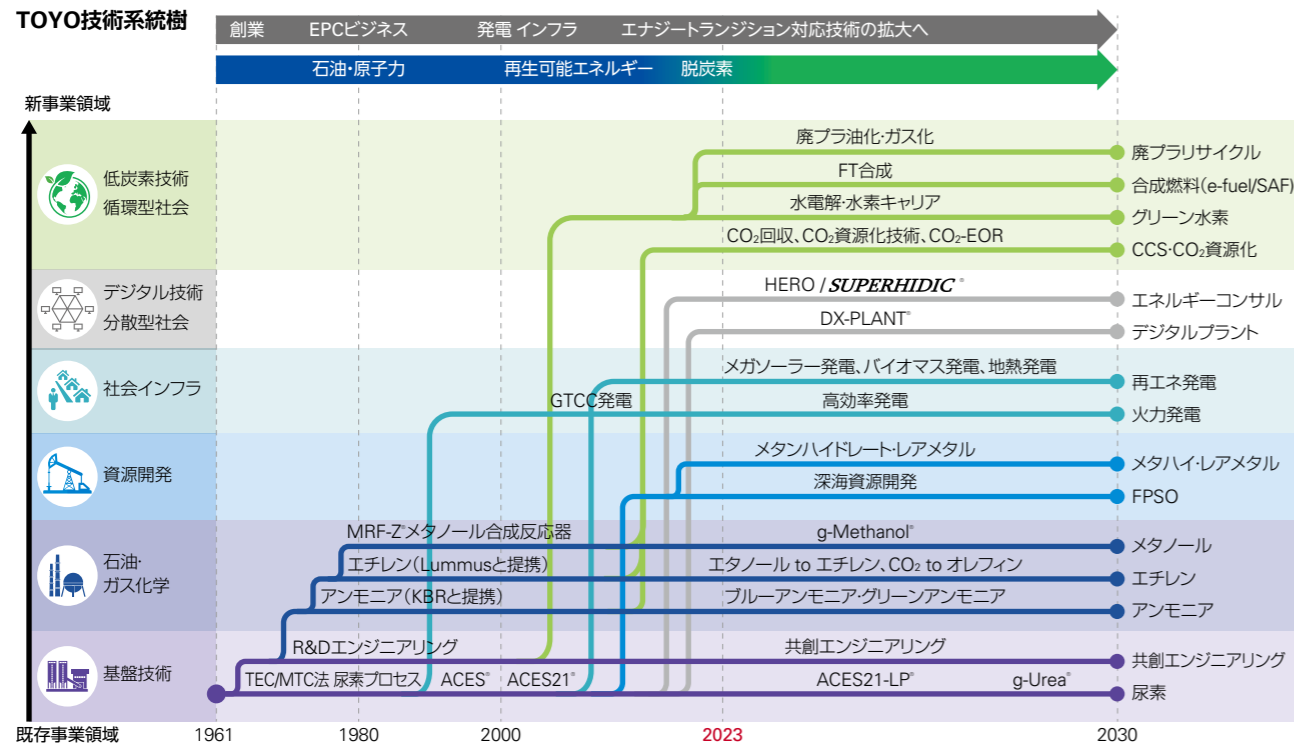 TOYO技術系統樹
創業 EPCビジネス 発電 インフラ エナジートランジション対応技術の拡大へ
石油・原子力 再生可能エネルギー 脱炭素
新事業領域
低炭素技術
循環型社会
廃プラ油化・ガス化
廃プラリサイクル
FT合成
合成燃料(e-fuel/SAF)
水電解・水素キャリア
グリーン水素
CO₂回収、CO₂資源化技術、CO₂-EOR
CCS・CO₂資源化
デジタル技術
分散型社会
HERO / SUPERHIDIC®
エネルギーコンサル
DX-PLANT®
デジタルプラント
社会インフラ
メガソーラー発電、バイオマス発電、地熱発電
再エネ発電
GTCC発電 高効率発電
火力発電
資源開発
メタンハイドレート・レアメタル
メタハイ・レアメタル
深海資源開発
FPSO
石油・
ガス化学
MRF-Z®メタノール合成反応器 g-Methanol®
メタノール
エチレン(Lummusと提携) エタノール to エチレン、CO₂ to オレフィン
エチレン
アンモニア(KBRと提携) ブルーアンモニア・グリーンアンモニア
アンモニア
基盤技術
R&Dエンジニアリング 共創エンジニアリング
共創エンジニアリング
TEC/MTC法 尿素プロセス ACES® ACES21® ACES21-LP® g-Urea®
尿素
既存事業領域 1961 1980 2000 2023 2030